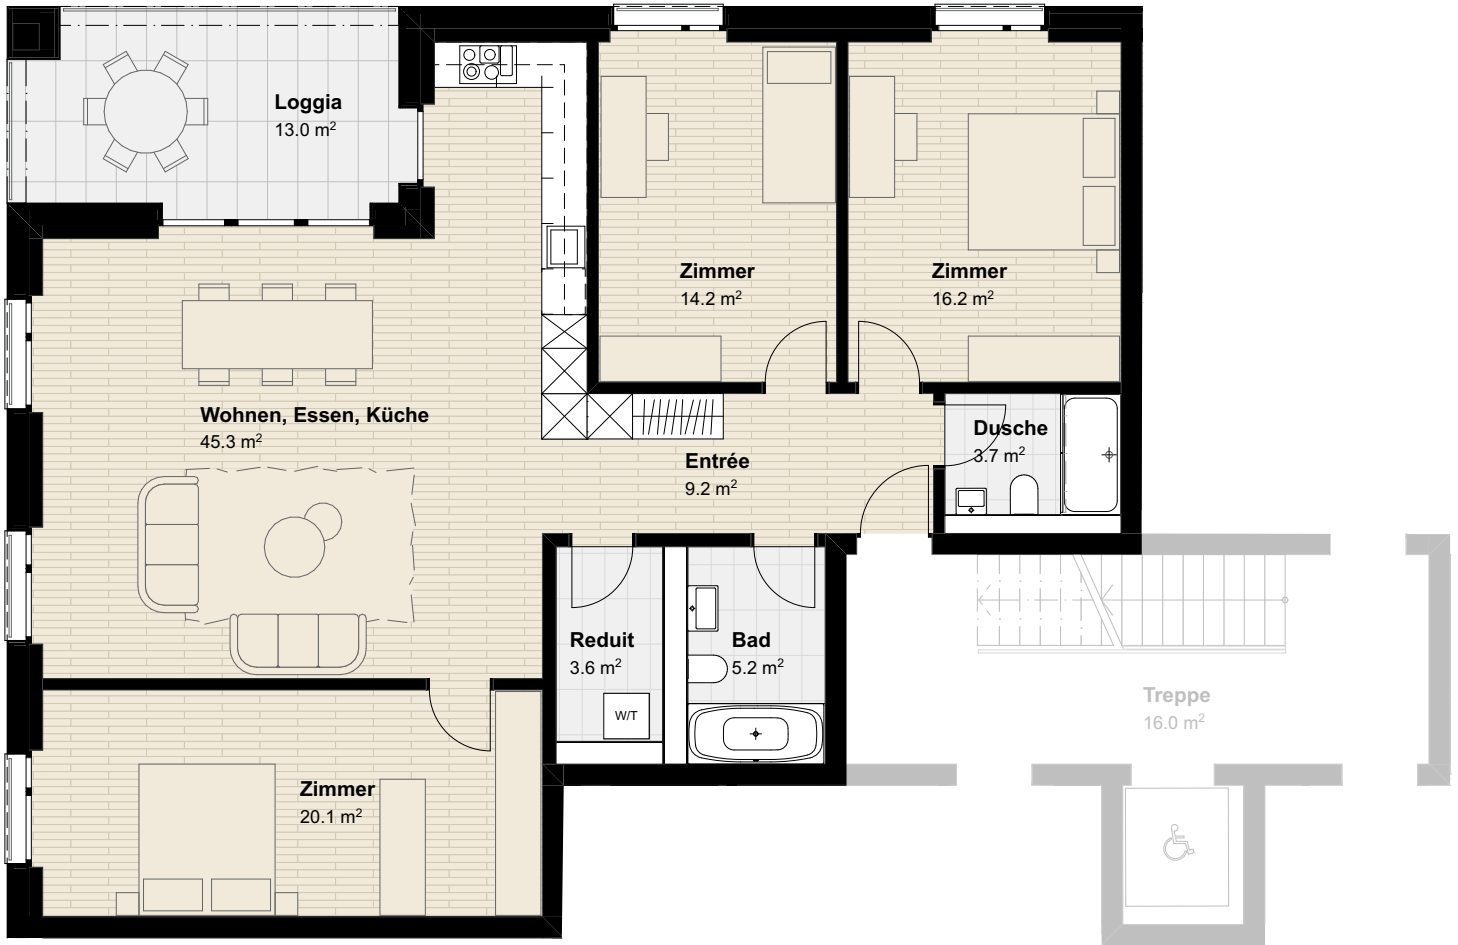 Loggia
13.0 m²
Zimmer
14.2 m²
Zimmer
16.2 m²
Wohnen, Essen, Küche
45.3 m²
Entrée
9.2 m²
Dusche
3.7 m²
Reduit
3.6 m²
W/T
Bad
5.2 m²
Treppe
16.0 m²
Zimmer
20.1 m²